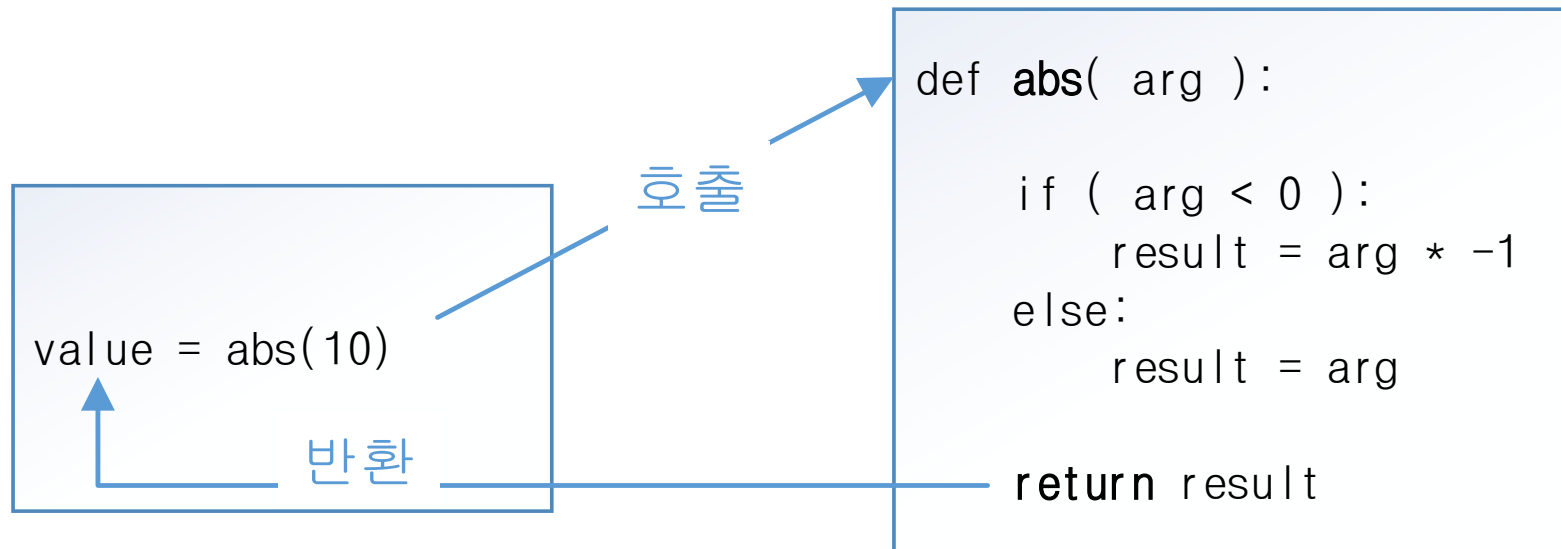 value = abs(10)
호출
def abs( arg ):
if ( arg < 0 ):
result = arg * -1
else:
result = arg
return result
반환